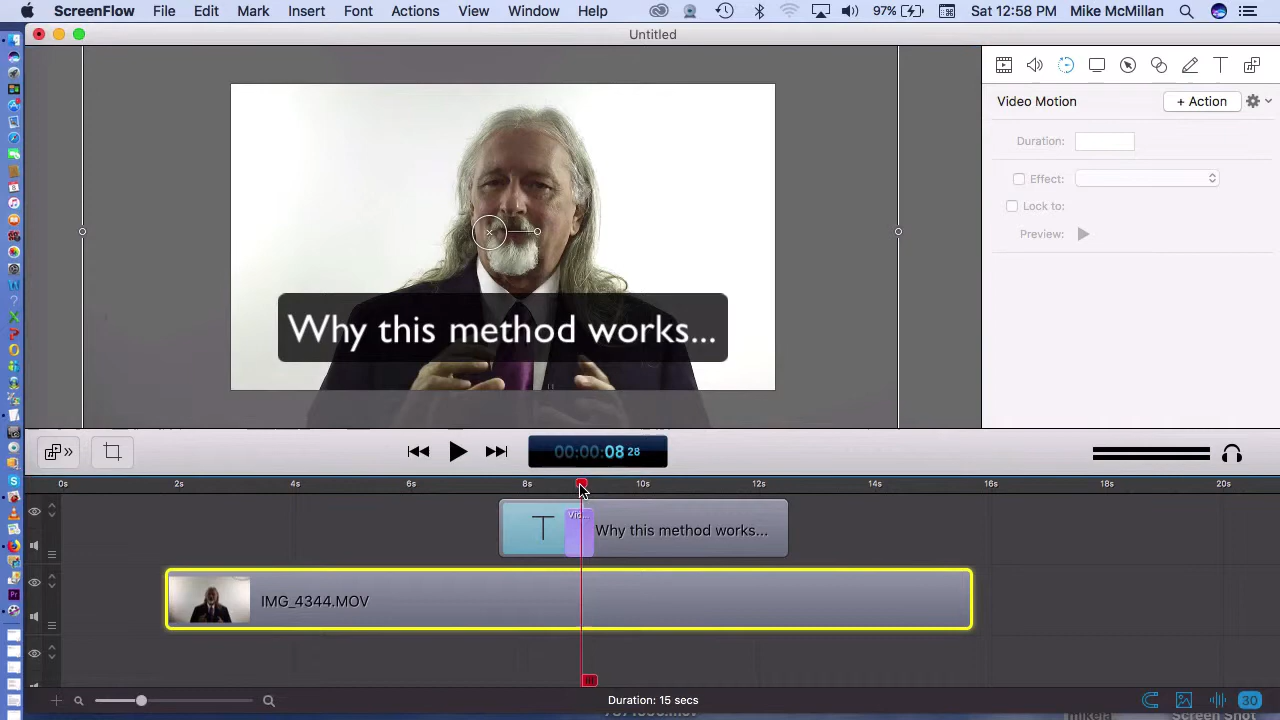 ScreenFlow File Edit Mark Insert Font Actions View Window Help 97% Sat 12:58 PM Mike McMillan
Untitled
Video Motion + Action
Duration:
Effect:
Lock to:
Preview:
Why this method works...
00:00:08 28
0s 2s 4s 6s 8s 10s 12s 14s 16s 18s 20s
T Vid... Why this method works...
IMG_4344.MOV
Duration: 15 secs 30